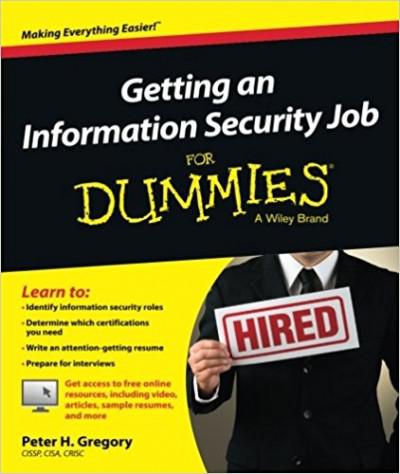 Making Everything Easier!™
Getting an
Information Security Job
FOR
DUMMIES®
A Wiley Brand
HIRED
Learn to:
• Identify information security roles
• Determine which certifications
you need
• Write an attention-getting resume
• Prepare for interviews
Get access to free online
resources, including video,
articles, sample resumes,
and more
Peter H. Gregory
CISSP, CISA, CRISC